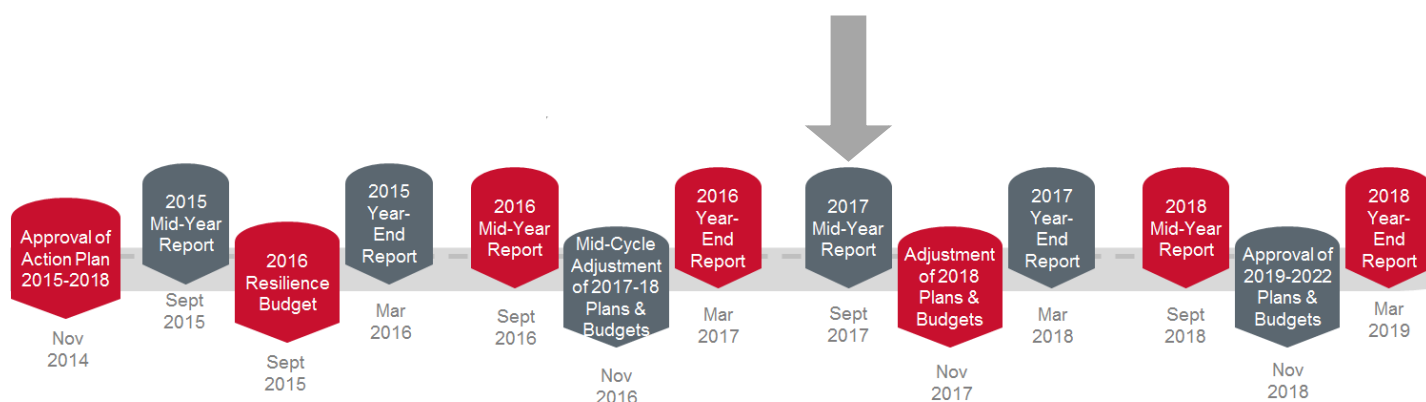 Approval of
Action Plan
2015-2018
Nov
2014
2015
Mid-Year
Report
Sept
2015
2016
Resilience
Budget
Sept
2015
2015
Year-
End
Report
Mar
2016
2016
Mid-Year
Report
Sept
2016
Mid-Cycle
Adjustment
of 2017-18
Plans &
Budgets
Nov
2016
2016
Year-
End
Report
Mar
2017
2017
Mid-Year
Report
Sept
2017
Adjustment
of 2018
Plans &
Budgets
Nov
2017
2017
Year-
End
Report
Mar
2018
2018
Mid-Year
Report
Sept
2018
Approval of
2019-2022
Plans &
Budgets
Nov
2018
2018
Year-
End
Report
Mar
2019